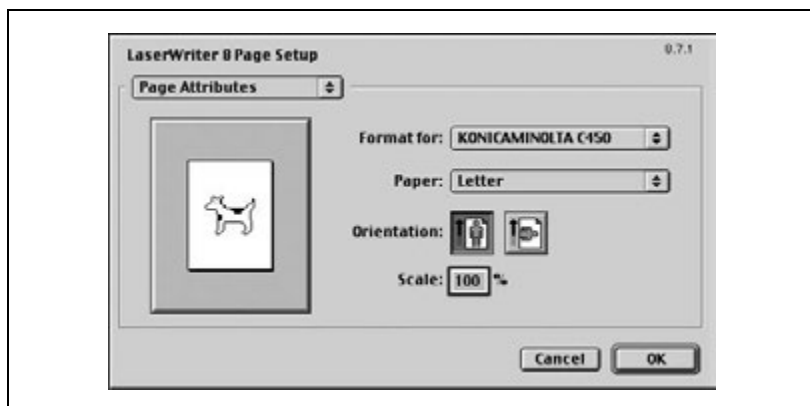 LaserWriter 8 Page Setup
8.7.1
Page Attributes
Format for: KONICAMINOLTA C450
Paper: Letter
Orientation:
Scale: 100 %
Cancel OK